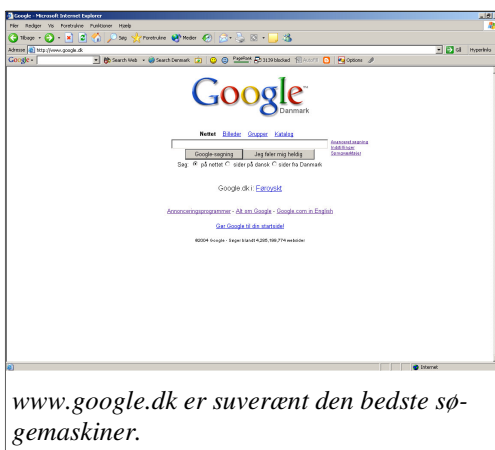 Google - Microsoft Internet Explorer
Filer Rediger Vis Foretrukne Funktioner Hjælp
Tilbage Søg Foretrukne Medier
Adresse http://www.google.dk Gå Hyperlinks
Google Search Web Search Denmark PageRank 3139 blocked AutoFill Options
Google™
Danmark
Nettet Billeder Grupper Katalog
Avanceret søgning
Indstillinger
Sprogværktøjer
Google-søgning Jeg føler mig heldig
Søg: på nettet sider på dansk sider fra Danmark
Google.dk i: Føroyskt
Annonceringsprogrammer - Alt om Google - Google.com in English
Gør Google til din startside!
©2004 Google - Søger blandt 4,285,199,774 websider
Internet
www.google.dk er suverænt den bedste sø-
gemaskiner.